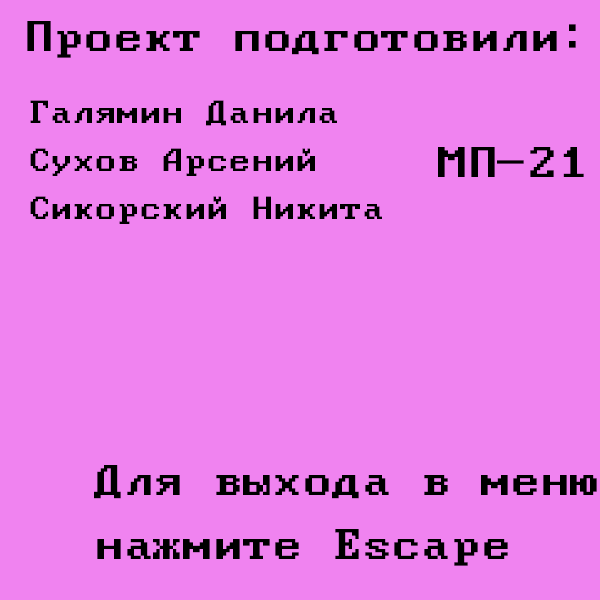 Проект подготовили:
Галямин Данила
Сухов Арсений
МП-21
Сикорский Никита
Для выхода в меню
нажмите Escape